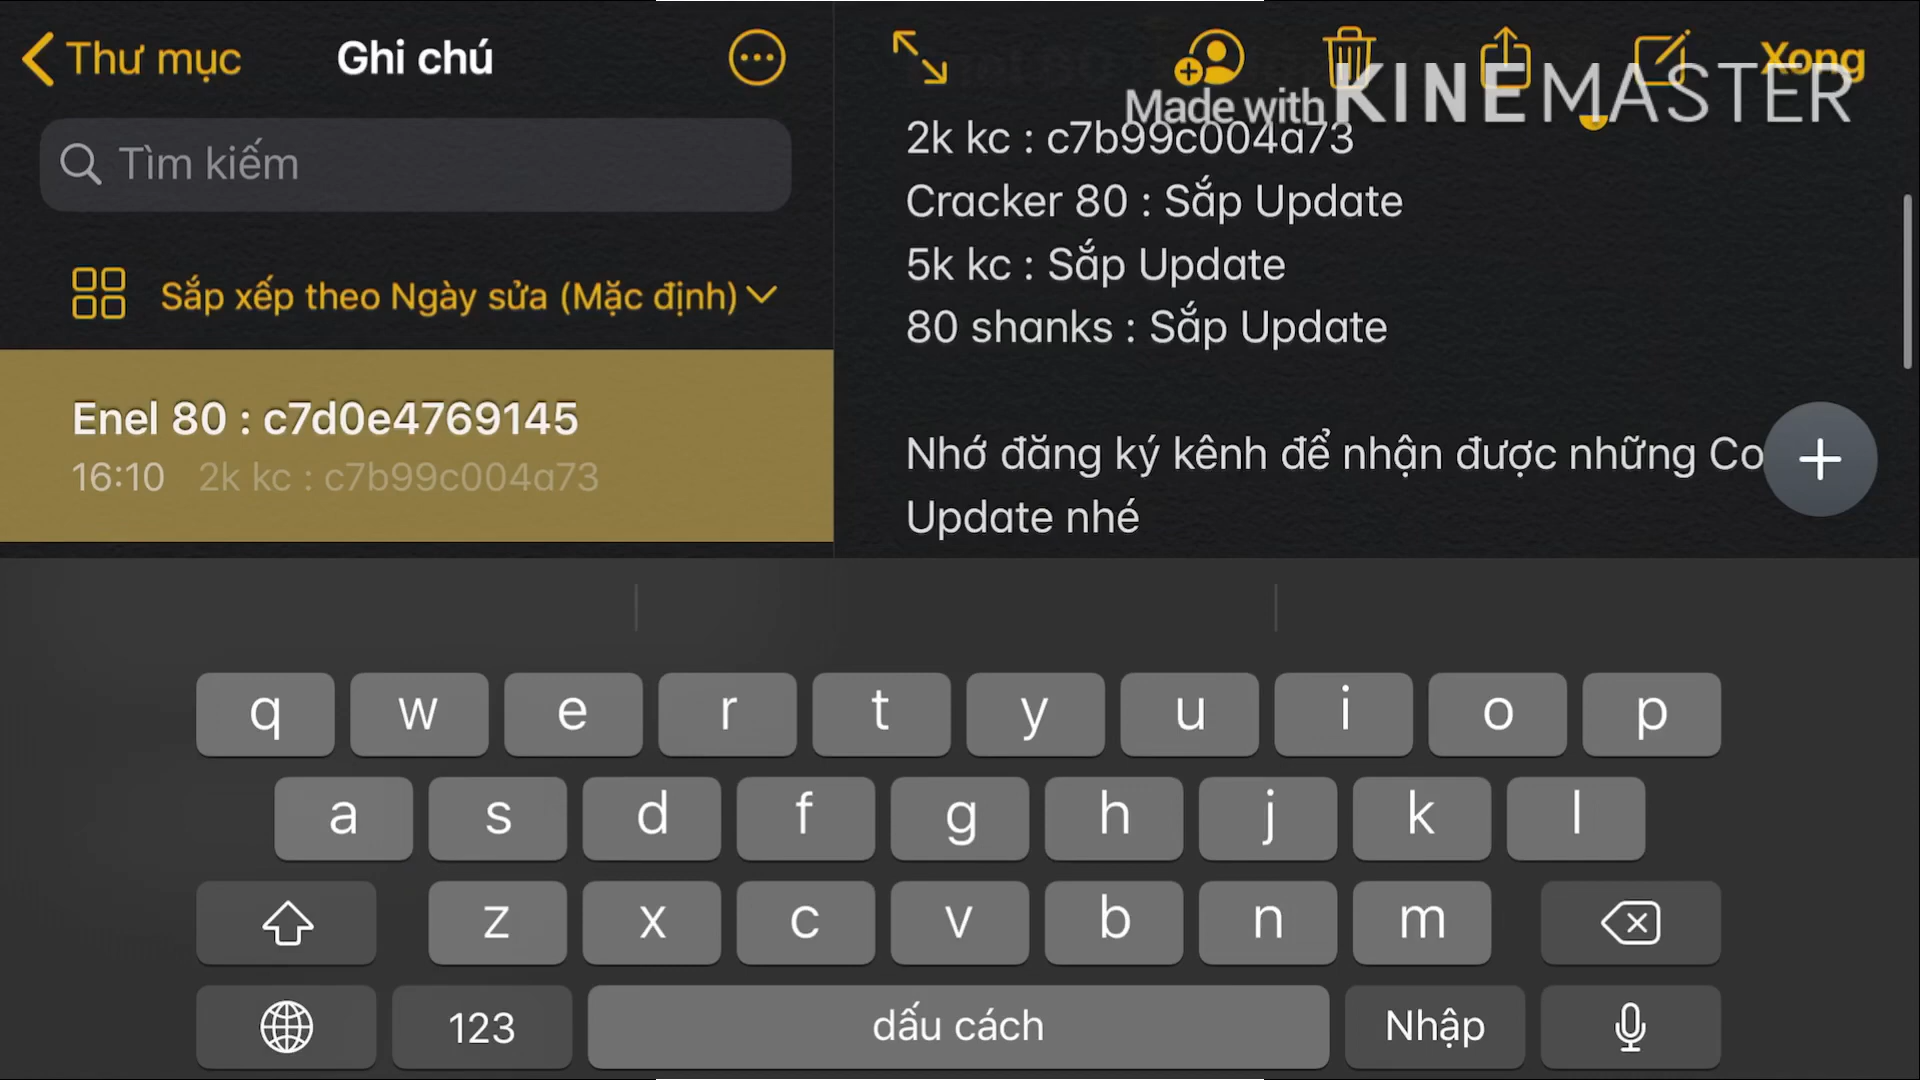 Thư mục
Ghi chú
Xong
Made with KINEMASTER
Tìm kiếm
Sắp xếp theo Ngày sửa (Mặc định)
Enel 80 : c7d0e4769145
16:10 2k kc : c7b99c004a73
2k kc : c7b99c004a73
Cracker 80 : Sắp Update
5k kc : Sắp Update
80 shanks : Sắp Update
Nhớ đăng ký kênh để nhận được những Co
Update nhé
q w e r t y u i o p
a s d f g h j k l
z x c v b n m
123 dấu cách Nhập